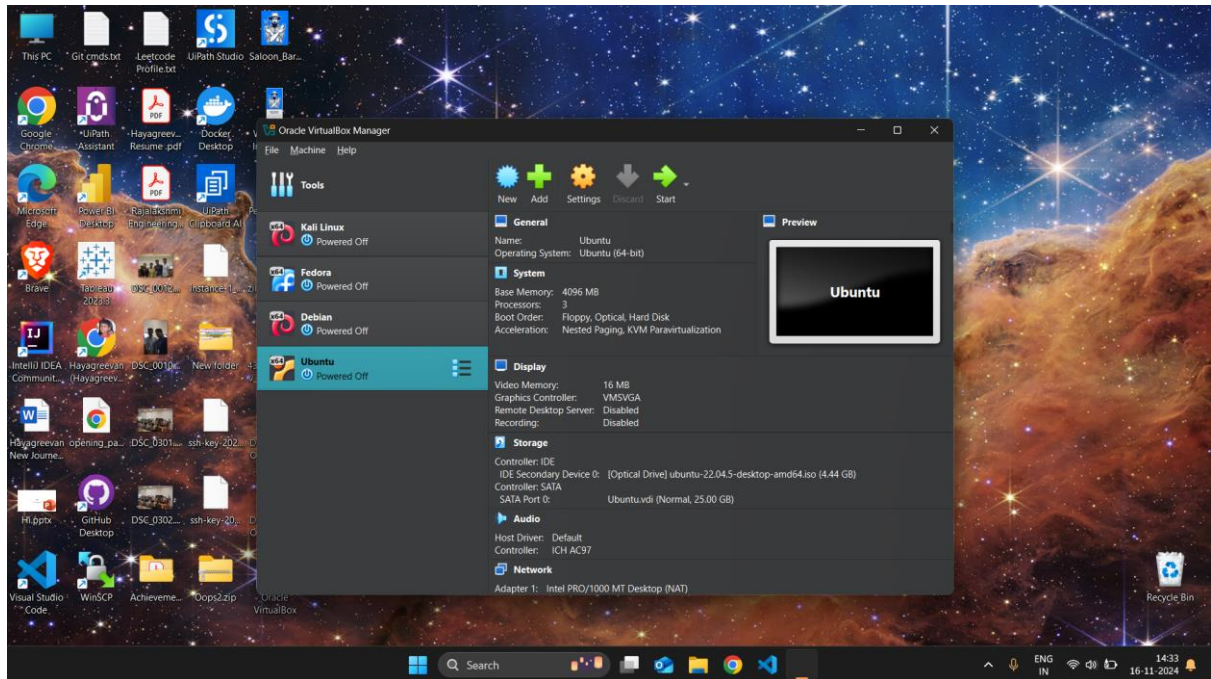 This PC
Git cmds.txt
Leetcode
Profile.txt
UiPath Studio
Saloon_Bar...
Google
Chrome
UiPath
Assistant
PDF
Hayagreev...
Resume .pdf
Docker
Desktop
Microsoft
Edge
Power BI
Desktop
PDF
Rajalakshmi
Engineering...
UiPath
Clipboard AI
Brave
Tableau
2023.3
DSC_0012...
instance-1_...
IntelliJ IDEA
Communit...
Hayagreevan
(Hayagreev...
DSC_0010...
New folder
Hayagreevan
New Journe...
opening_pa...
DSC_0301...
ssh-key-202...
HI.pptx
GitHub
Desktop
DSC_0302...
ssh-key-20...
Visual Studio
Code
WinSCP
Achieveme...
Oops2.zip
Oracle
VirtualBox
Oracle VirtualBox Manager
File Machine Help
Tools
Kali Linux
Powered Off
Fedora
Powered Off
Debian
Powered Off
Ubuntu
Powered Off
New Add Settings Discard Start
General
Name: Ubuntu
Operating System: Ubuntu (64-bit)
System
Base Memory: 4096 MB
Processors: 3
Boot Order: Floppy, Optical, Hard Disk
Acceleration: Nested Paging, KVM Paravirtualization
Preview
Ubuntu
Display
Video Memory: 16 MB
Graphics Controller: VMSVGA
Remote Desktop Server: Disabled
Recording: Disabled
Storage
Controller: IDE
IDE Secondary Device 0: [Optical Drive] ubuntu-22.04.5-desktop-amd64.iso (4.44 GB)
Controller: SATA
SATA Port 0: Ubuntu.vdi (Normal, 25.00 GB)
Audio
Host Driver: Default
Controller: ICH AC97
Network
Adapter 1: Intel PRO/1000 MT Desktop (NAT)
Recycle Bin
Search
ENG
IN
14:33
16-11-2024